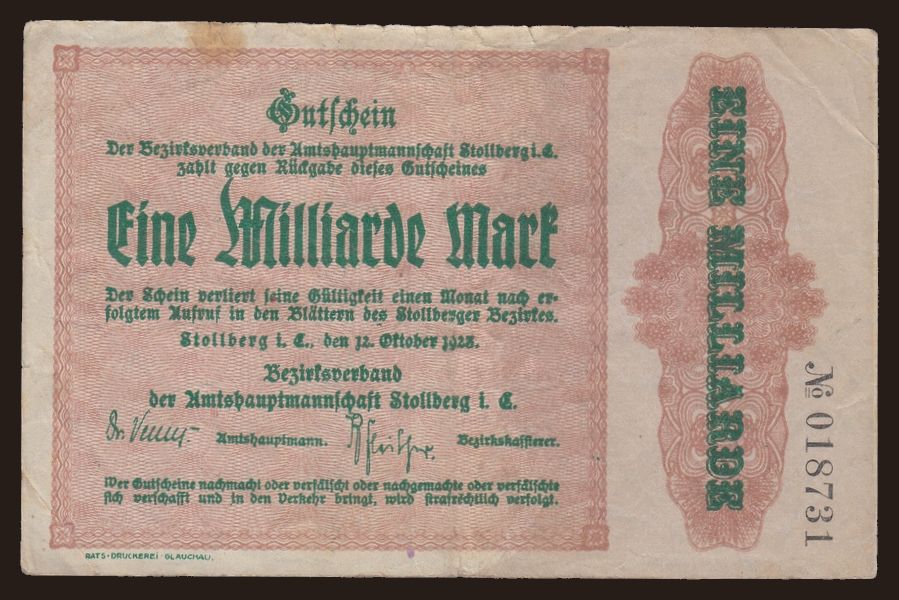 Gutschein
Der Bezirksverband der Amtshauptmannschaft Stollberg i. E.
zahlt gegen Rückgabe dieses Gutscheines
Eine Milliarde Mark
Der Schein verliert seine Gültigkeit einen Monat nach er-
folgtem Aufruf in den Blättern des Stollberger Bezirkes.
Stollberg i. E., den 12. Oktober 1923.
Bezirksverband
der Amtshauptmannschaft Stollberg i. E.
Amtshauptmann. Bezirkskassierer.
Wer Gutscheine nachmacht oder verfälscht oder nachgemachte oder verfälschte
sich verschafft und in den Verkehr bringt, wird strafrechtlich verfolgt.
RATS-DRUCKEREI GLAUCHAU.
EINE MILLIARDE
No 018731